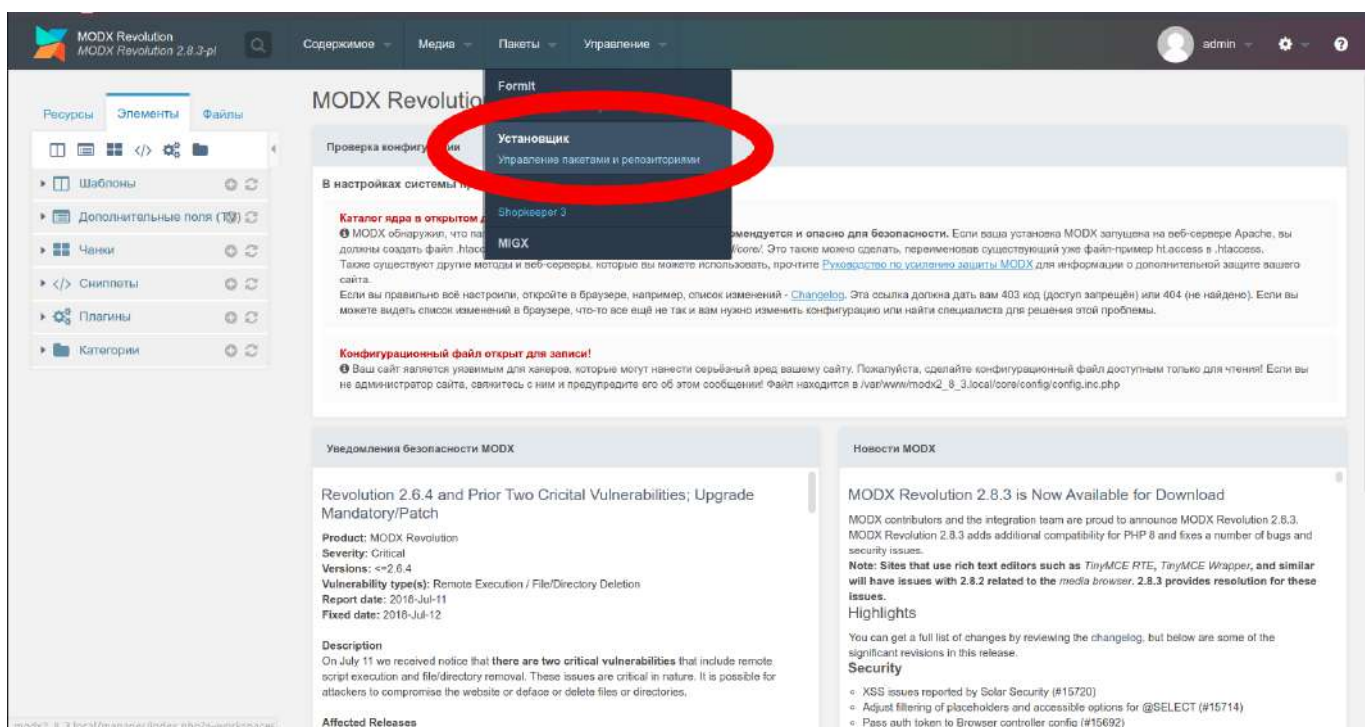 MODX Revolution
MODX Revolution 2.8.3-pl
Содержимое
Медиа
Пакеты
Управление
admin
Ресурсы
Элементы
Файлы
Шаблоны
Дополнительные поля (TV)
Чанки
Сниппеты
Плагины
Категории
FormIt
Установщик
Управление пакетами и репозиториями
Shopkeeper 3
MIGX
MODX Revolutio
Проверка конфигу ии
В настройках системы
Каталог ядра в открытом д
MODX обнаружил, что па омендуется и опасно для безопасности. Если ваша установка MODX запущена на веб-сервере Apache, вы
должны создать файл .htacc /core/. Это также можно сделать, переименовав существующий уже файл-пример ht.access в .htaccess.
Также существуют другие методы и веб-серверы, которые вы можете использовать, прочтите Руководство по усилению защиты MODX для информации о дополнительной защите вашего
сайта.
Если вы правильно всё настроили, откройте в браузере, например, список изменений - Changelog. Эта ссылка должна дать вам 403 код (доступ запрещён) или 404 (не найдено). Если вы
можете видеть список изменений в браузере, что-то все ещё не так и вам нужно изменить конфигурацию или найти специалиста для решения этой проблемы.
Конфигурационный файл открыт для записи!
Ваш сайт является уязвимым для хакеров, которые могут нанести серьёзный вред вашему сайту. Пожалуйста, сделайте конфигурационный файл доступным только для чтения! Если вы
не администратор сайта, свяжитесь с ним и предупредите его об этом сообщении! Файл находится в /var/www/modx2_8_3.local/core/config/config.inc.php
Уведомления безопасности MODX
Revolution 2.6.4 and Prior Two Cricital Vulnerabilities; Upgrade
Mandatory/Patch
Product: MODX Revolution
Severity: Critical
Versions: <=2.6.4
Vulnerability type(s): Remote Execution / File/Directory Deletion
Report date: 2018-Jul-11
Fixed date: 2018-Jul-12
Description
On July 11 we received notice that there are two critical vulnerabilities that include remote
script execution and file/directory removal. These issues are critical in nature. It is possible for
attackers to compromise the website or deface or delete files or directories.
Affected Releases
Новости MODX
MODX Revolution 2.8.3 is Now Available for Download
MODX contributors and the integration team are proud to announce MODX Revolution 2.8.3.
MODX Revolution 2.8.3 adds additional compatibility for PHP 8 and fixes a number of bugs and
security issues.
Note: Sites that use rich text editors such as TinyMCE RTE, TinyMCE Wrapper, and similar
will have issues with 2.8.2 related to the media browser. 2.8.3 provides resolution for these
issues.
Highlights
You can get a full list of changes by reviewing the changelog, but below are some of the
significant revisions in this release.
Security
XSS issues reported by Solar Security (#15720)
Adjust filtering of placeholders and accessible options for @SELECT (#15714)
Pass auth token to Browser controller config (#15692)